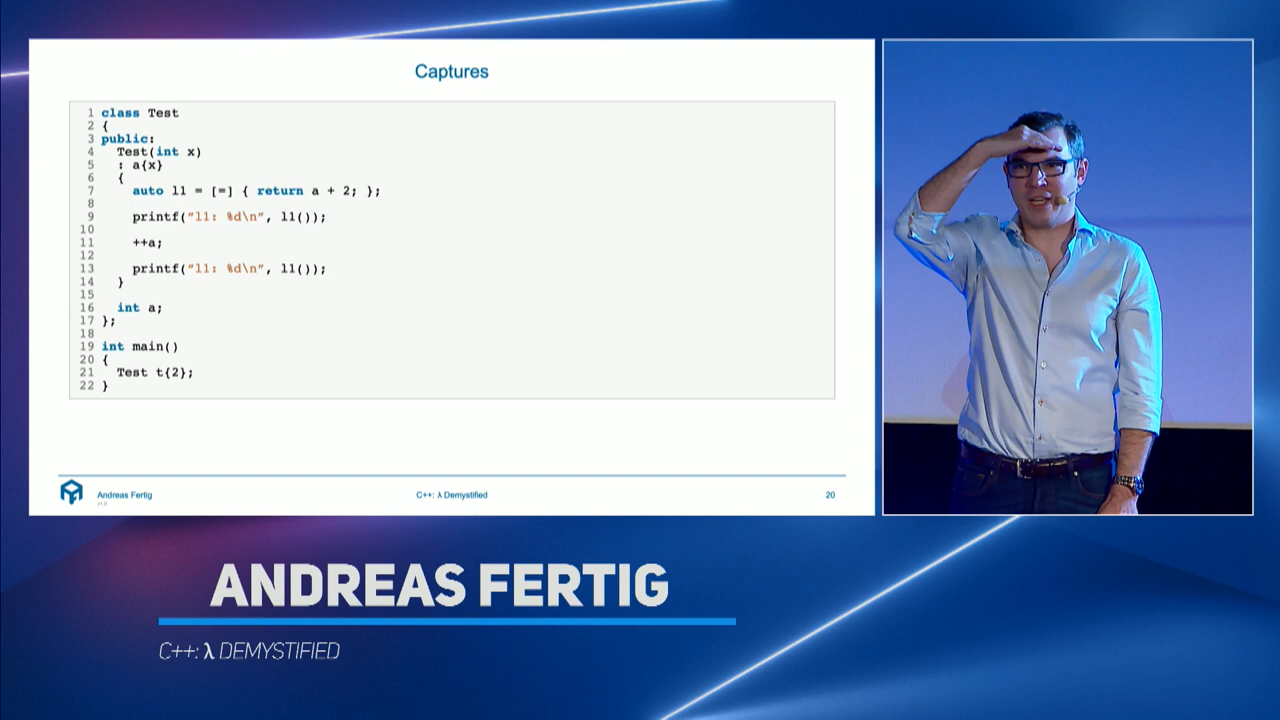 Captures
1 class Test
2 {
3 public:
4 Test(int x)
5 : a{x}
6 {
7 auto l1 = [=] { return a + 2; };
8
9 printf("l1: %d\n", l1());
10
11 ++a;
12
13 printf("l1: %d\n", l1());
14 }
15
16 int a;
17 };
18
19 int main()
20 {
21 Test t{2};
22 }
Andreas Fertig
v1.0
C++: λ Demystified
20
ANDREAS FERTIG
C++: λ DEMYSTIFIED